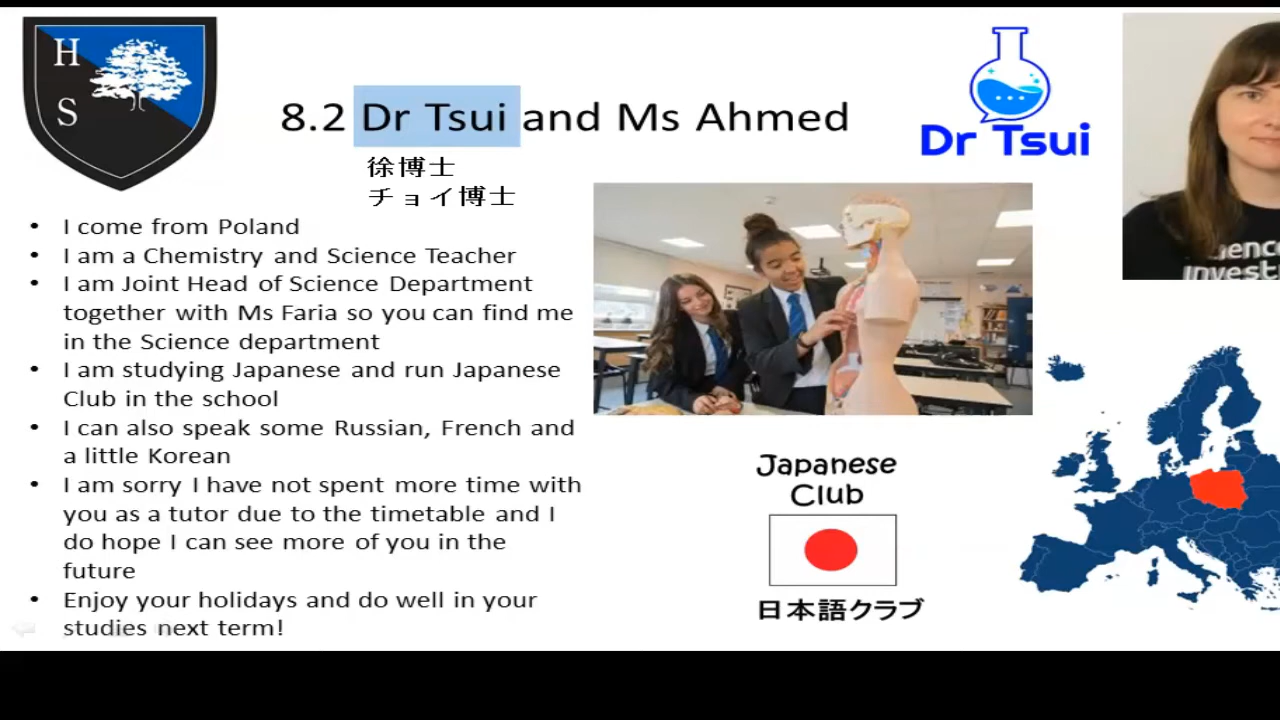 H
S
8.2 Dr Tsui and Ms Ahmed
徐博士
チョイ博士
Dr Tsui
• I come from Poland
• I am a Chemistry and Science Teacher
• I am Joint Head of Science Department
together with Ms Faria so you can find me
in the Science department
• I am studying Japanese and run Japanese
Club in the school
• I can also speak some Russian, French and
a little Korean
• I am sorry I have not spent more time with
you as a tutor due to the timetable and I
do hope I can see more of you in the
future
• Enjoy your holidays and do well in your
studies next term!
Japanese
Club
日本語クラブ